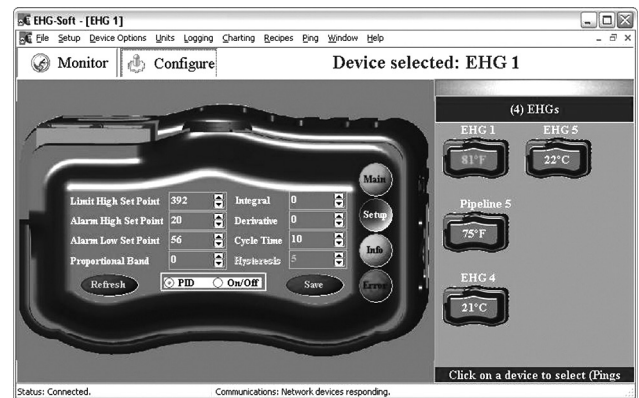 EHG-Soft - [EHG 1]
File Setup Device Options Units Logging Charting Recipes Ping Window Help
Monitor Configure Device selected: EHG 1
(4) EHGs
EHG 1 EHG 5
81°F 22°C
Main
Limit High Set Point 392 Integral 0
Setup
Alarm High Set Point 20 Derivative 0
Pipeline 5
75°F
Alarm Low Set Point 56 Cycle Time 10
Info
Proportional Band 0 Hysteresis 5
Refresh PID On/Off Save Error
EHG 4
21°C
Click on a device to select (Pings
Status: Connected. Communications: Network devices responding.